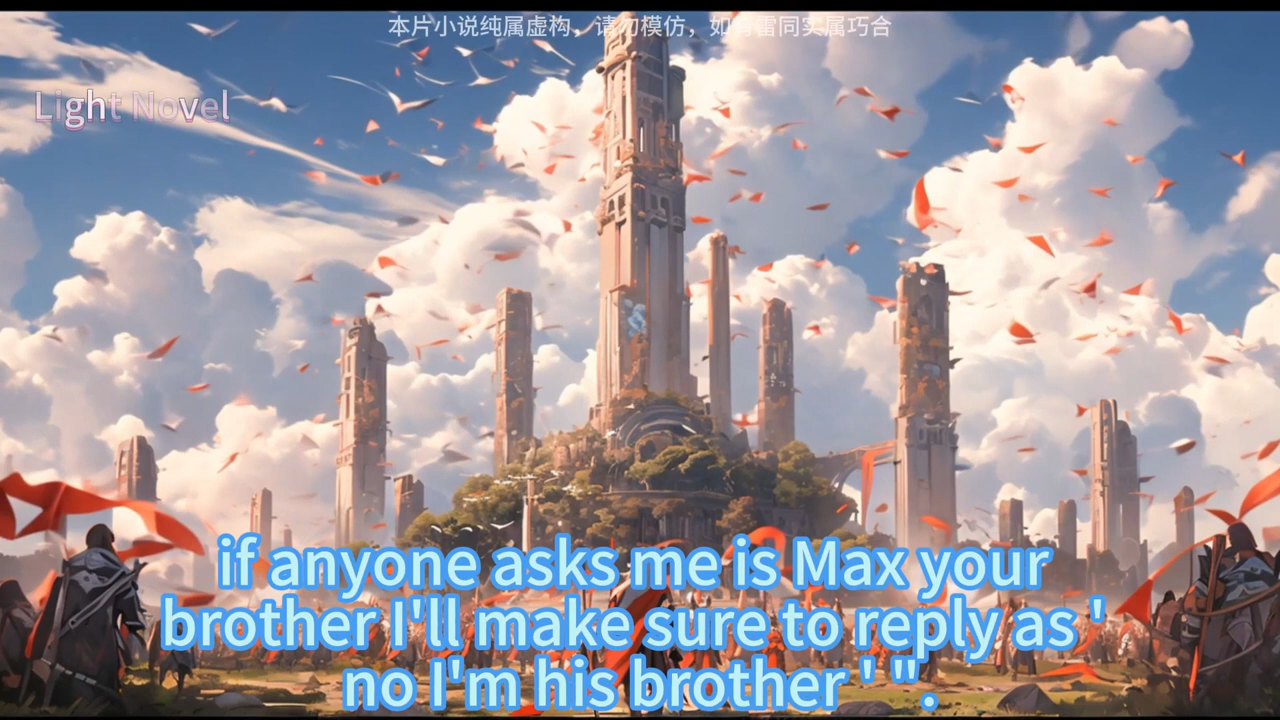 本片小说纯属虚构，请勿模仿，如有雷同实属巧合
Light Novel
if anyone asks me is Max your
brother I'll make sure to reply as '
no I'm his brother ' ".